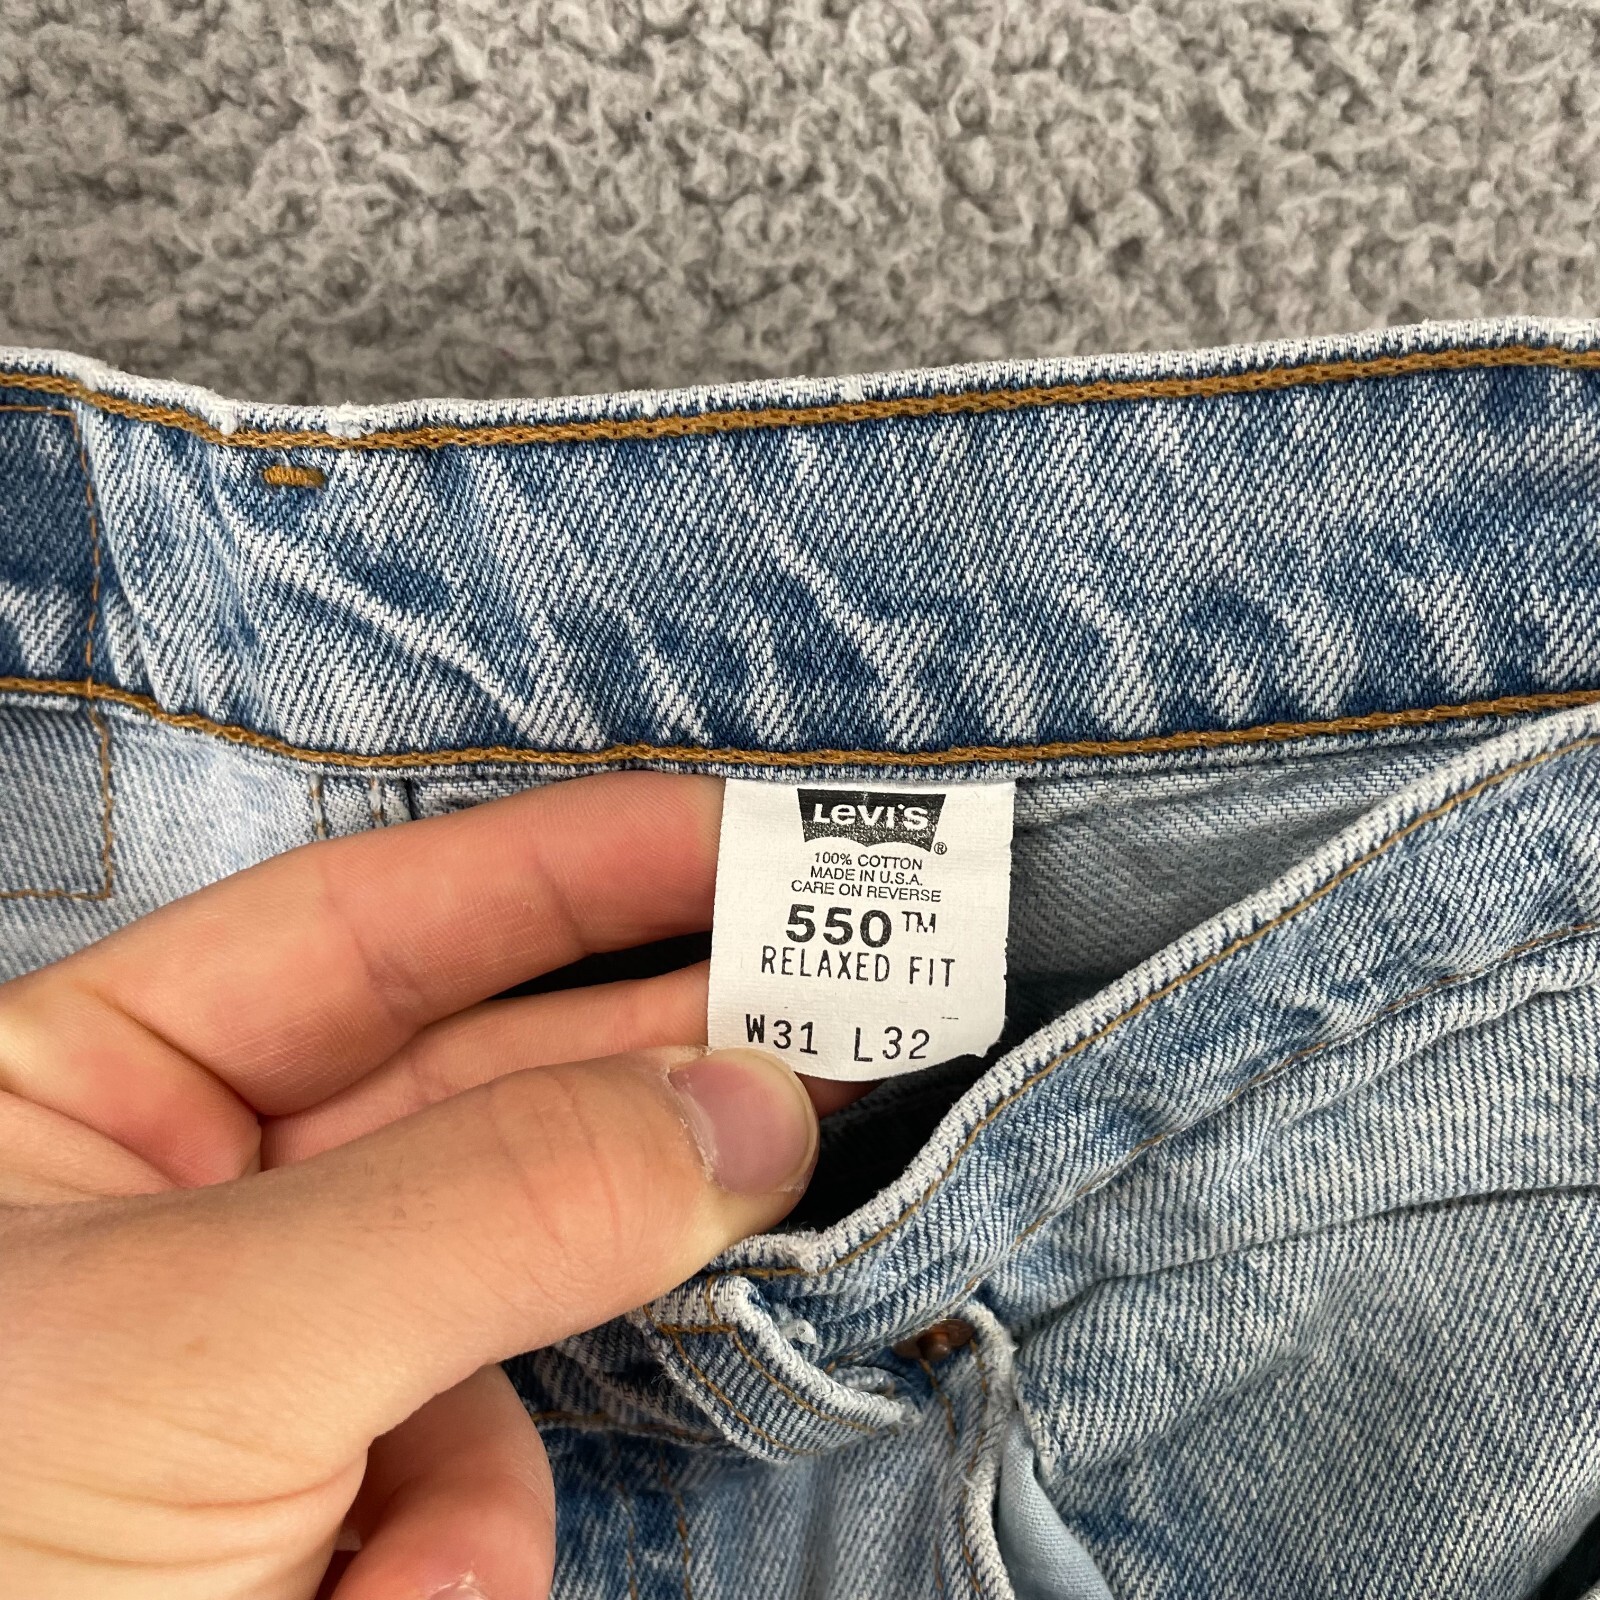 Levi's ®
100% COTTON
MADE IN U.S.A.
CARE ON REVERSE
550™
RELAXED FIT
W31 L32